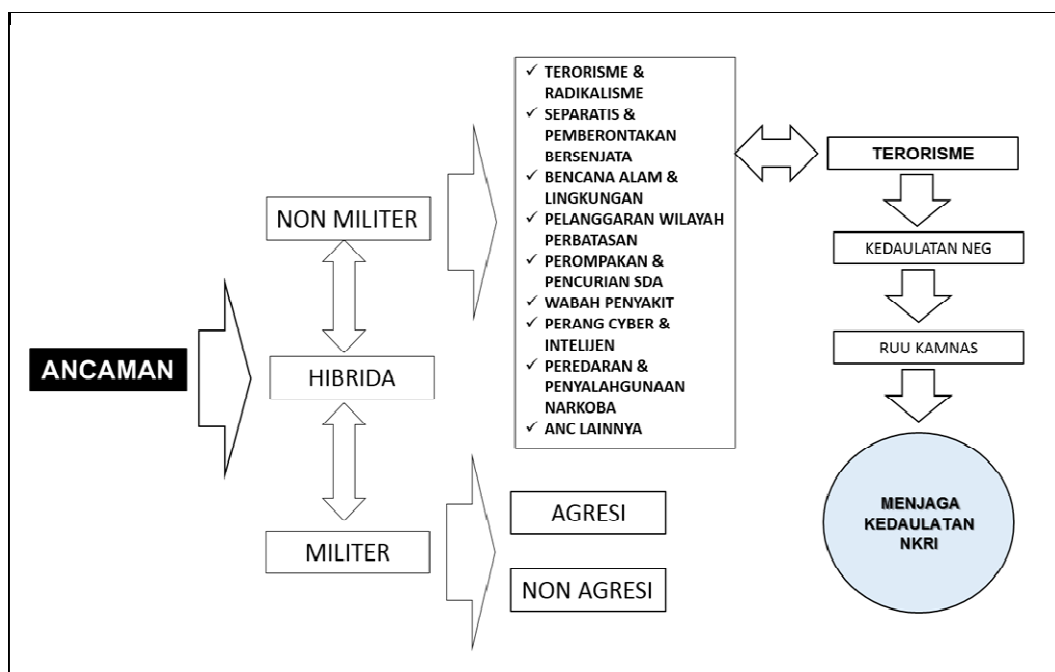 ANCAMAN
NON MILITER
HIBRIDA
MILITER
✓ TERORISME &
RADIKALISME
✓ SEPARATIS &
PEMBERONTAKAN
BERSENJATA
✓ BENCANA ALAM &
LINGKUNGAN
✓ PELANGGARAN WILAYAH
PERBATASAN
✓ PEROMPAKAN &
PENCURIAN SDA
✓ WABAH PENYAKIT
✓ PERANG CYBER &
INTELIJEN
✓ PEREDARAN &
PENYALAHGUNAAN
NARKOBA
✓ ANC LAINNYA
AGRESI
NON AGRESI
TERORISME
KEDAULATAN NEG
RUU KAMNAS
MENJAGA
KEDAULATAN
NKRI